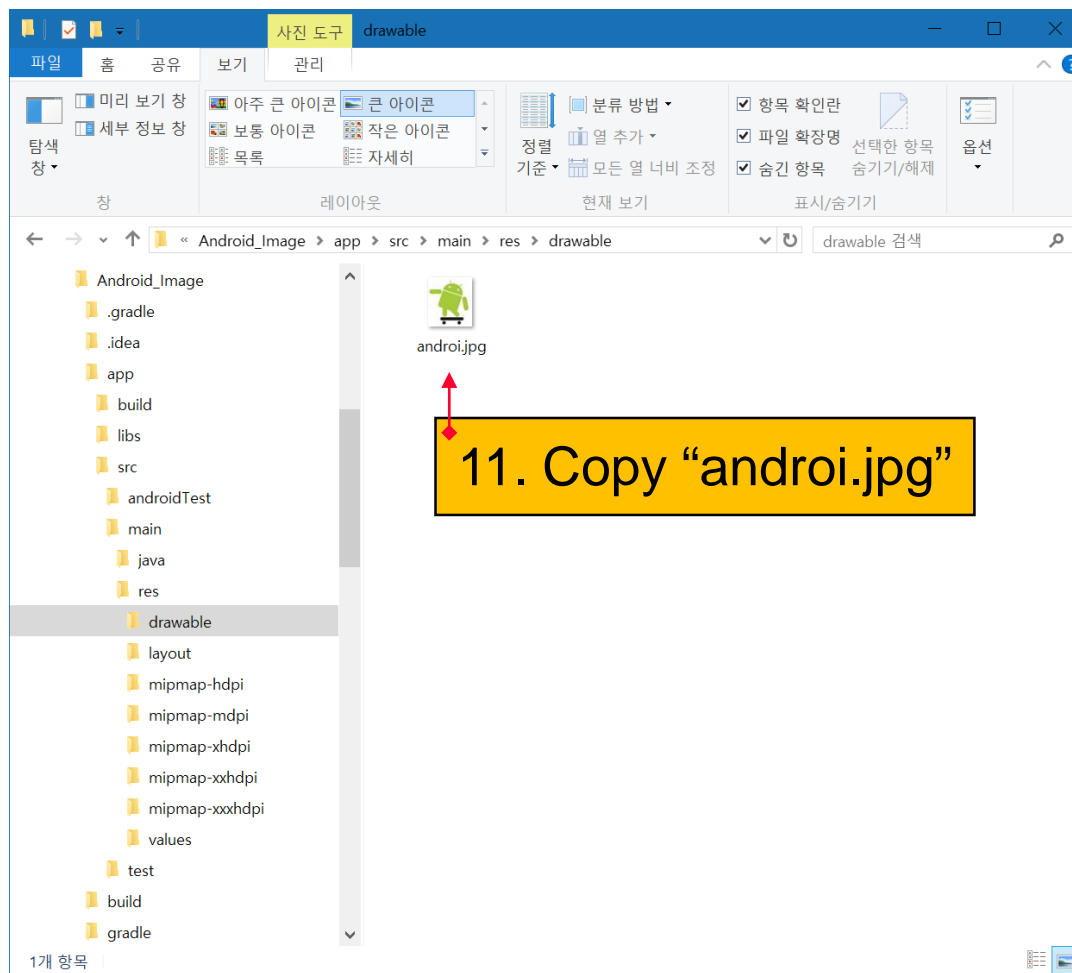 사진 도구 drawable
파일 홈 공유 보기 관리
미리 보기 창
세부 정보 창
탐색
창
창
아주 큰 아이콘 큰 아이콘
보통 아이콘 작은 아이콘
목록 자세히
레이아웃
정렬
기준
분류 방법
열 추가
모든 열 너비 조정
현재 보기
항목 확인란
파일 확장명
숨긴 항목
선택한 항목
숨기기/해제
표시/숨기기
옵션
« Android_Image > app > src > main > res > drawable
drawable 검색
Android_Image
.gradle
.idea
app
build
libs
src
androidTest
main
java
res
drawable
layout
mipmap-hdpi
mipmap-mdpi
mipmap-xhdpi
mipmap-xxhdpi
mipmap-xxxhdpi
values
test
build
gradle
androi.jpg
11. Copy “androi.jpg”
1개 항목